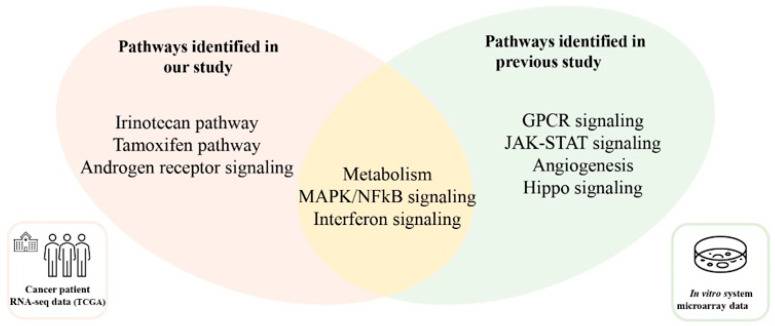 Pathways identified in
our study
Pathways identified in
previous study
Irinotecan pathway
Tamoxifen pathway
Androgen receptor signaling
Metabolism
MAPK/NFkB signaling
Interferon signaling
GPCR signaling
JAK-STAT signaling
Angiogenesis
Hippo signaling
Cancer patient
RNA-seq data (TCGA)
In vitro system
microarray data